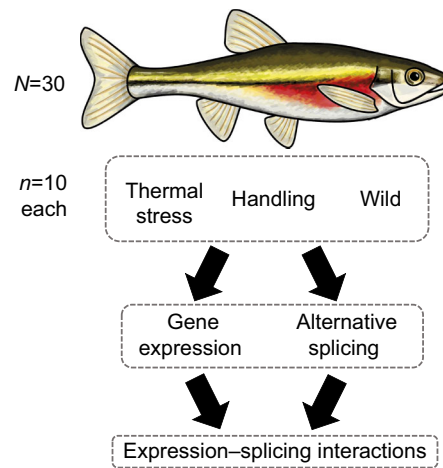 N=30
n=10
each
Thermal
stress
Handling
Wild
Gene
expression
Alternative
splicing
Expression–splicing interactions